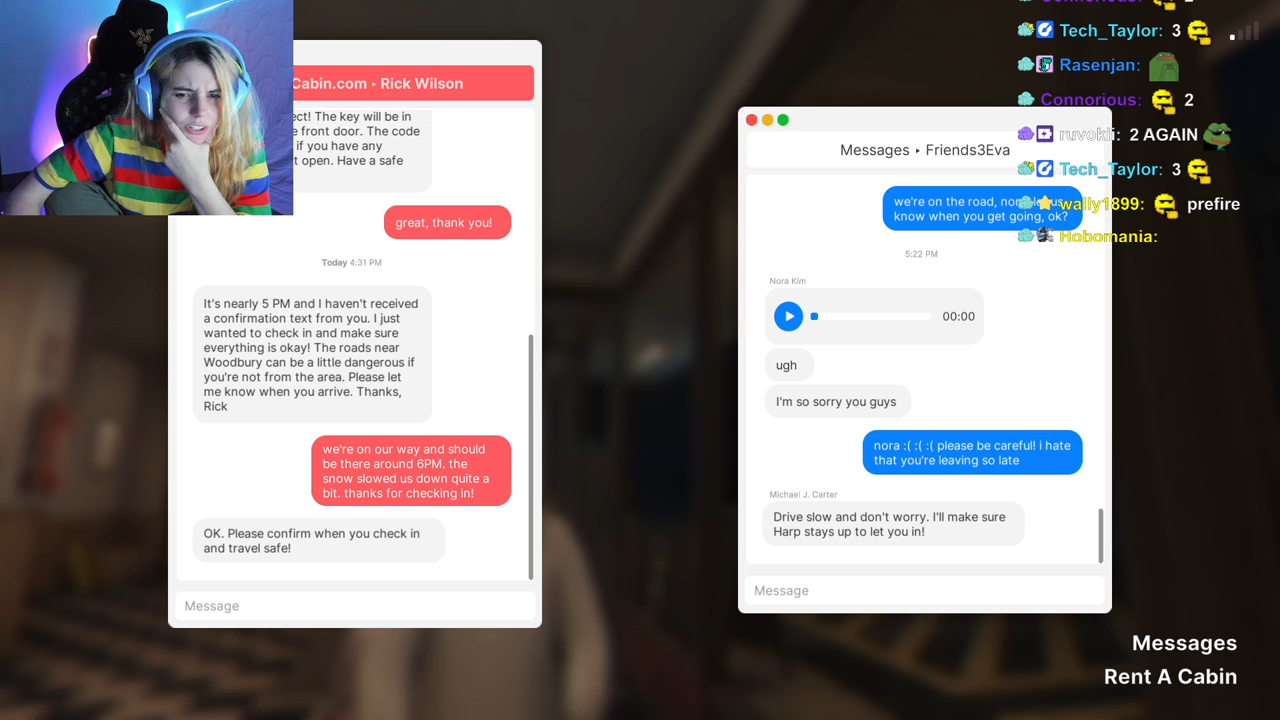 Cabin.com ▸ Rick Wilson
ect! The key will be in
e front door. The code
if you have any
t open. Have a safe
great, thank you!
Today 4:31 PM
It's nearly 5 PM and I haven't received
a confirmation text from you. I just
wanted to check in and make sure
everything is okay! The roads near
Woodbury can be a little dangerous if
you're not from the area. Please let
me know when you arrive. Thanks,
Rick
we're on our way and should
be there around 6PM. the
snow slowed us down quite a
bit. thanks for checking in!
OK. Please confirm when you check in
and travel safe!
Message
Messages ▸ Friends3Eva
we're on the road,
know when you get going, ok?
5:22 PM
Nora Kim
00:00
ugh
I'm so sorry you guys
nora :( :( :( please be careful! i hate
that you're leaving so late
Michael J. Carter
Drive slow and don't worry. I'll make sure
Harp stays up to let you in!
Message
Connorious: 2
Tech_Taylor: 3
Rasenjan:
Connorious: 2
ruvokii: 2 AGAIN
Tech_Taylor: 3
wally1899: prefire
Hobomania:
Messages
Rent A Cabin